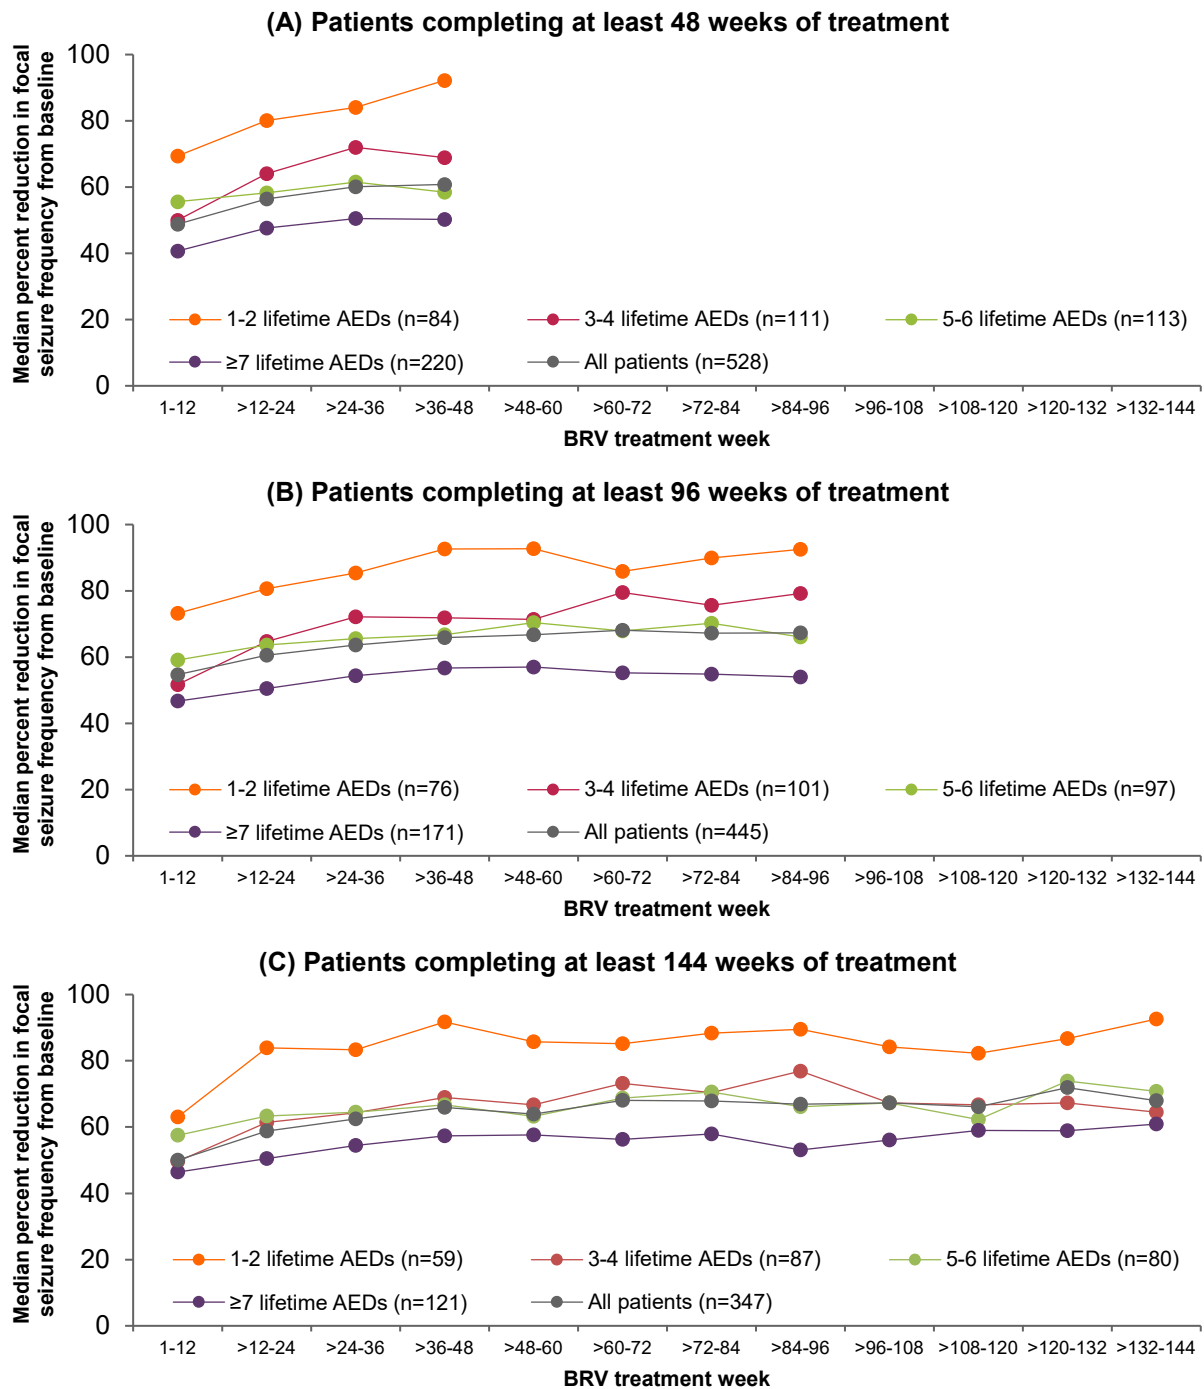 (A) Patients completing at least 48 weeks of treatment
Median percent reduction in focal
seizure frequency from baseline
100
80
60
40
20
0
1-2 lifetime AEDs (n=84)
3-4 lifetime AEDs (n=111)
5-6 lifetime AEDs (n=113)
≥7 lifetime AEDs (n=220)
All patients (n=528)
1-12 >12-24 >24-36 >36-48 >48-60 >60-72 >72-84 >84-96 >96-108 >108-120 >120-132 >132-144
BRV treatment week
(B) Patients completing at least 96 weeks of treatment
Median percent reduction in focal
seizure frequency from baseline
100
80
60
40
20
0
1-2 lifetime AEDs (n=76)
3-4 lifetime AEDs (n=101)
5-6 lifetime AEDs (n=97)
≥7 lifetime AEDs (n=171)
All patients (n=445)
1-12 >12-24 >24-36 >36-48 >48-60 >60-72 >72-84 >84-96 >96-108 >108-120 >120-132 >132-144
BRV treatment week
(C) Patients completing at least 144 weeks of treatment
Median percent reduction in focal
seizure frequency from baseline
100
80
60
40
20
0
1-2 lifetime AEDs (n=59)
3-4 lifetime AEDs (n=87)
5-6 lifetime AEDs (n=80)
≥7 lifetime AEDs (n=121)
All patients (n=347)
1-12 >12-24 >24-36 >36-48 >48-60 >60-72 >72-84 >84-96 >96-108 >108-120 >120-132 >132-144
BRV treatment week